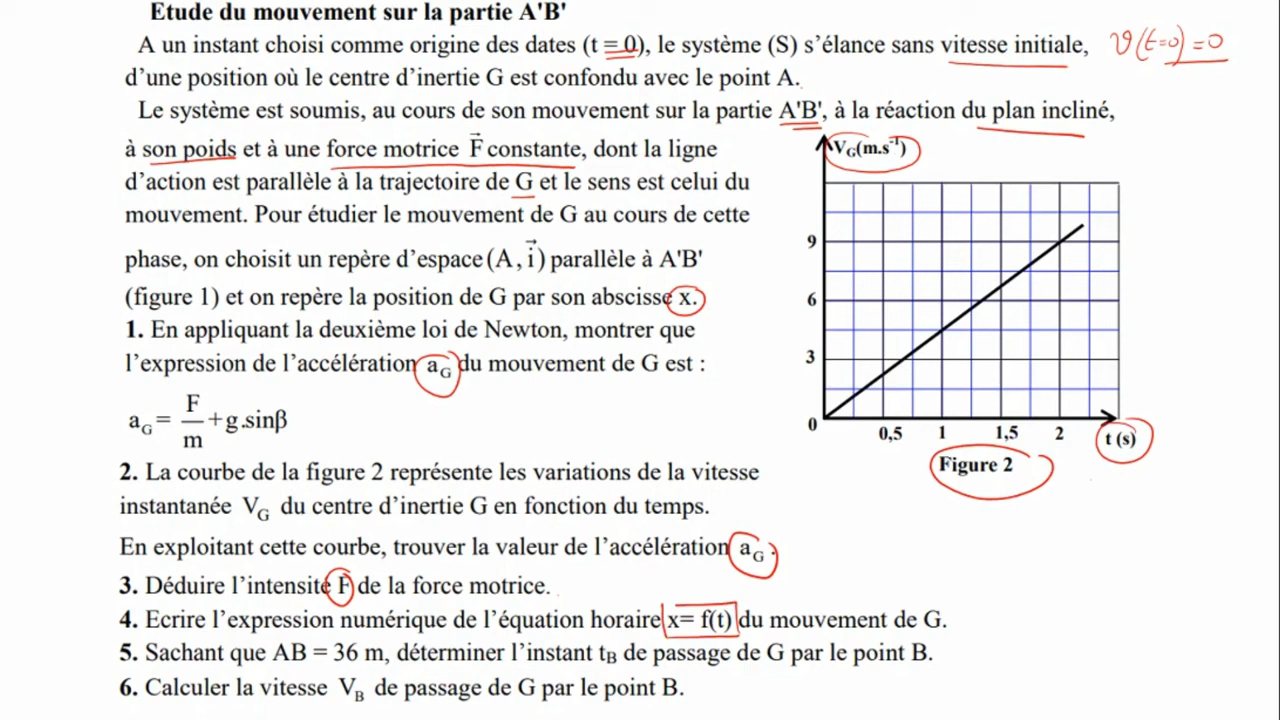 Etude du mouvement sur la partie A'B'
A un instant choisi comme origine des dates (t = 0), le système (S) s’élance sans vitesse initiale, ϑ(t=0) = 0
d’une position où le centre d’inertie G est confondu avec le point A.
Le système est soumis, au cours de son mouvement sur la partie A'B', à la réaction du plan incliné,
à son poids et à une force motrice F⃗ constante, dont la ligne
d’action est parallèle à la trajectoire de G et le sens est celui du
mouvement. Pour étudier le mouvement de G au cours de cette
phase, on choisit un repère d’espace (A, i⃗) parallèle à A'B'
(figure 1) et on repère la position de G par son abscisse x.
1. En appliquant la deuxième loi de Newton, montrer que
l’expression de l’accélération a_G du mouvement de G est :
a_G = F/m + g.sinβ
2. La courbe de la figure 2 représente les variations de la vitesse
instantanée V_G du centre d’inertie G en fonction du temps.
En exploitant cette courbe, trouver la valeur de l’accélération a_G.
3. Déduire l’intensité F de la force motrice.
4. Ecrire l’expression numérique de l’équation horaire x= f(t) du mouvement de G.
5. Sachant que AB = 36 m, déterminer l’instant t_B de passage de G par le point B.
6. Calculer la vitesse V_B de passage de G par le point B.
V_G(m.s⁻¹)
9
6
3
0
0,5 1 1,5 2 t (s)
Figure 2